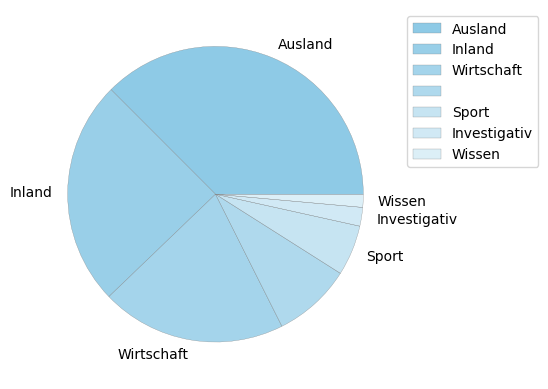 Ausland
Inland
Wirtschaft
Sport
Investigativ
Wissen
Ausland
Inland
Wirtschaft
Sport
Investigativ
Wissen